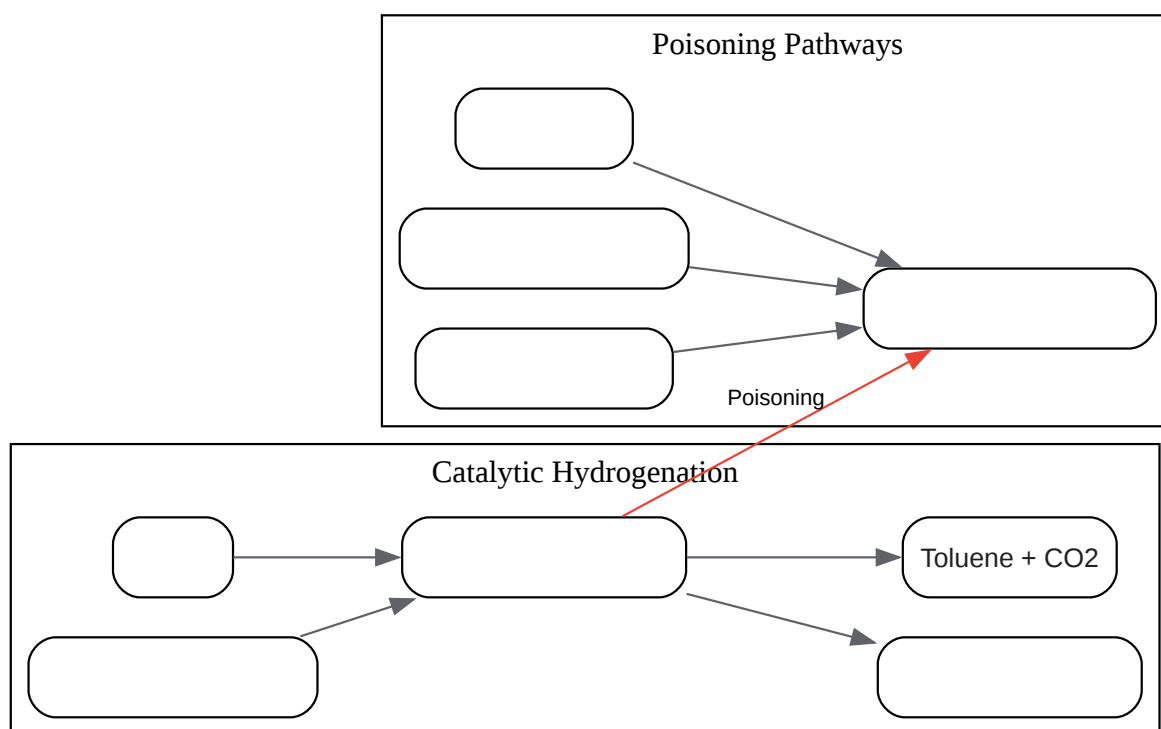 Poisoning Pathways
Poisoning
Catalytic Hydrogenation
Toluene + CO2